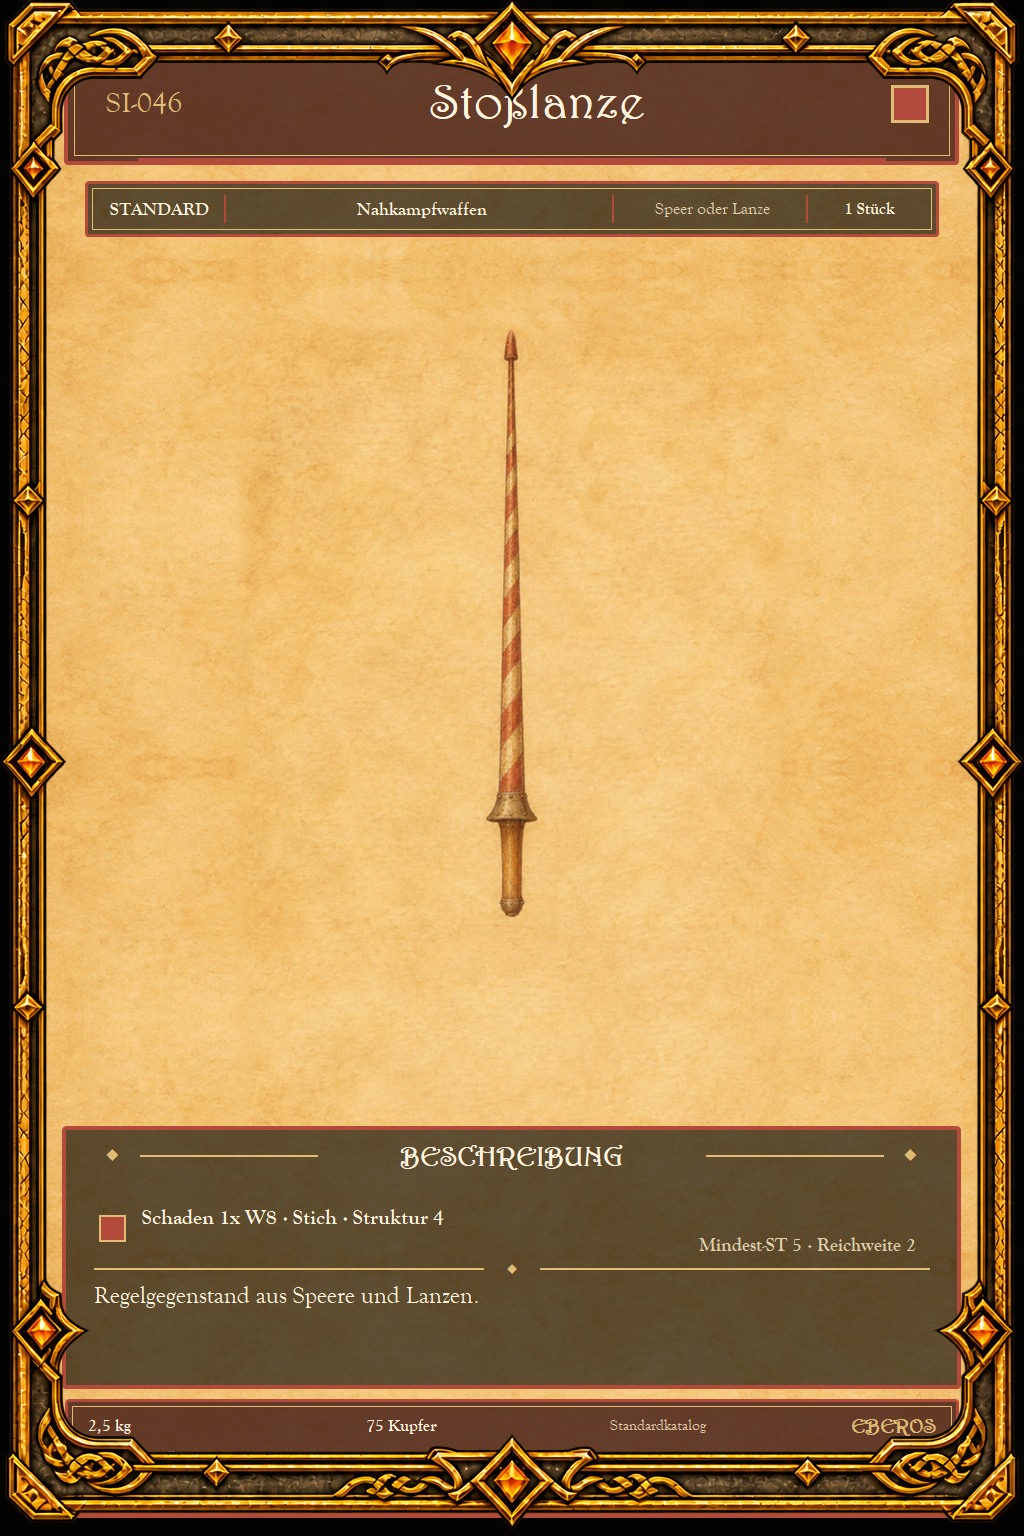 SI-046
Stoßlanze
STANDARD
Nahkampfwaffen
Speer oder Lanze
1 Stück
BESCHREIBUNG
Schaden 1x W8 • Stich • Struktur 4
Mindest-ST 5 • Reichweite 2
Regelgegenstand aus Speere und Lanzen.
2,5 kg
75 Kupfer
Standardkatalog
EBEROS